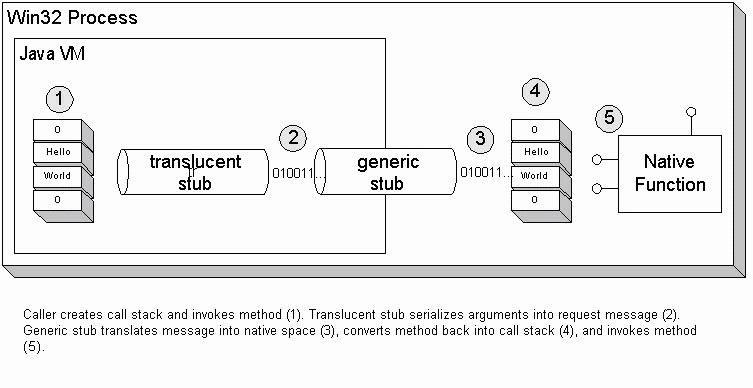 Win32 Process
Java VM
1
0
Hello
World
0
translucent
stub
2
010011...
generic
stub
3
010011...
4
0
Hello
World
0
5
Native
Function
Caller creates call stack and invokes method (1). Translucent stub serializes arguments into request message (2).
Generic stub translates message into native space (3), converts method back into call stack (4), and invokes method
(5).